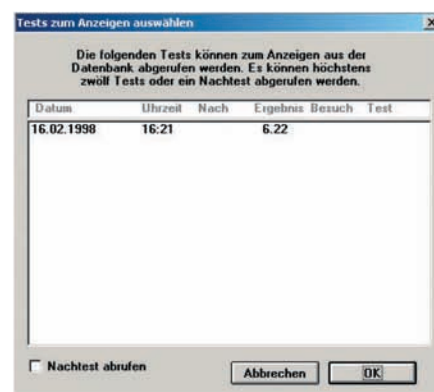 Tests zum Anzeigen auswählen
Die folgenden Tests können zum Anzeigen aus der
Datenbank abgerufen werden. Es können höchstens
zwölf Tests oder ein Nachtest abgerufen werden.
Datum Uhrzeit Nach Ergebnis Besuch Test
16.02.1998 16:21 6.22
Nachtest abrufen Abbrechen OK